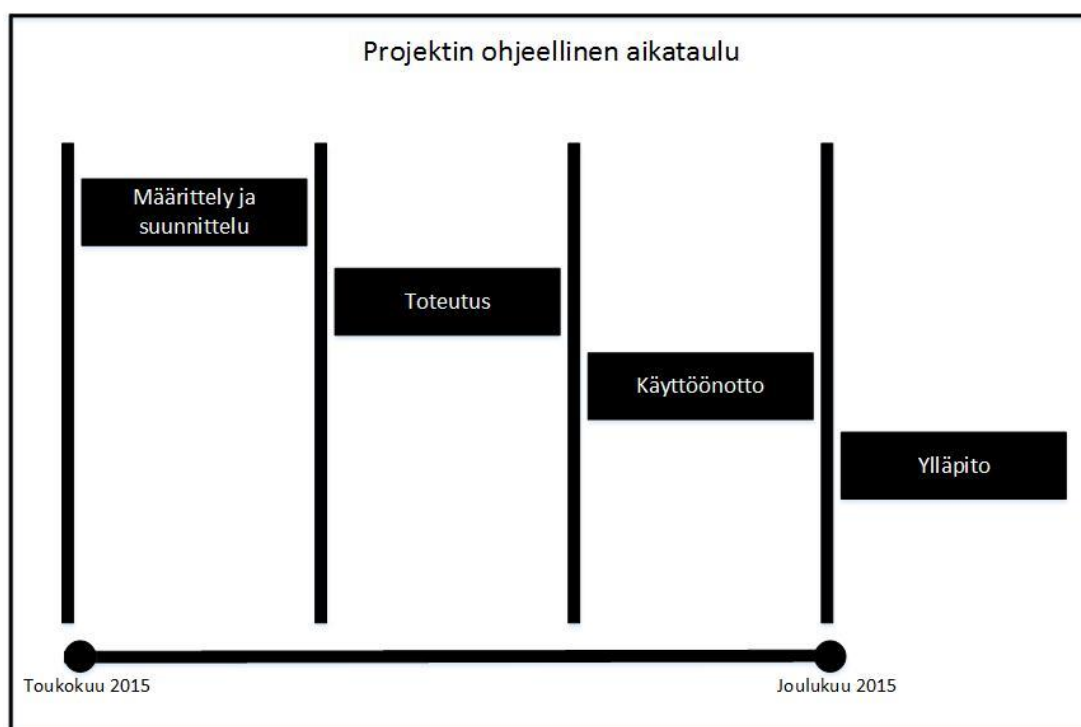 Projektin ohjeellinen aikataulu
Määrittely ja
suunnittelu
Toteutus
Käyttöönotto
Ylläpito
Toukokuu 2015
Joulukuu 2015